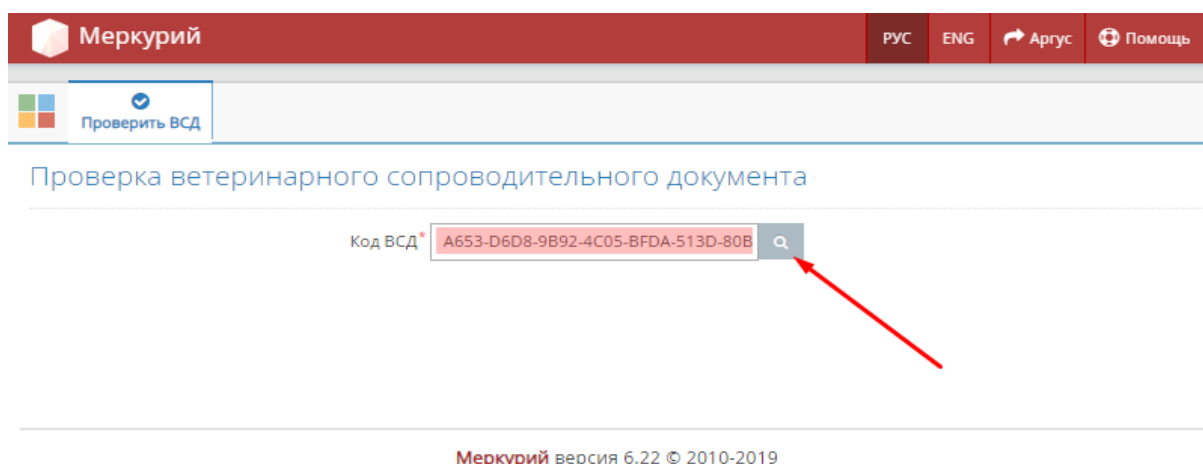 Меркурий
РУС
ENG
Аргус
Помощь
Проверить ВСД
Проверка ветеринарного сопроводительного документа
Код ВСД*
A653-D6D8-9B92-4C05-BFDA-513D-80B
Меркурий версия 6.22 © 2010-2019